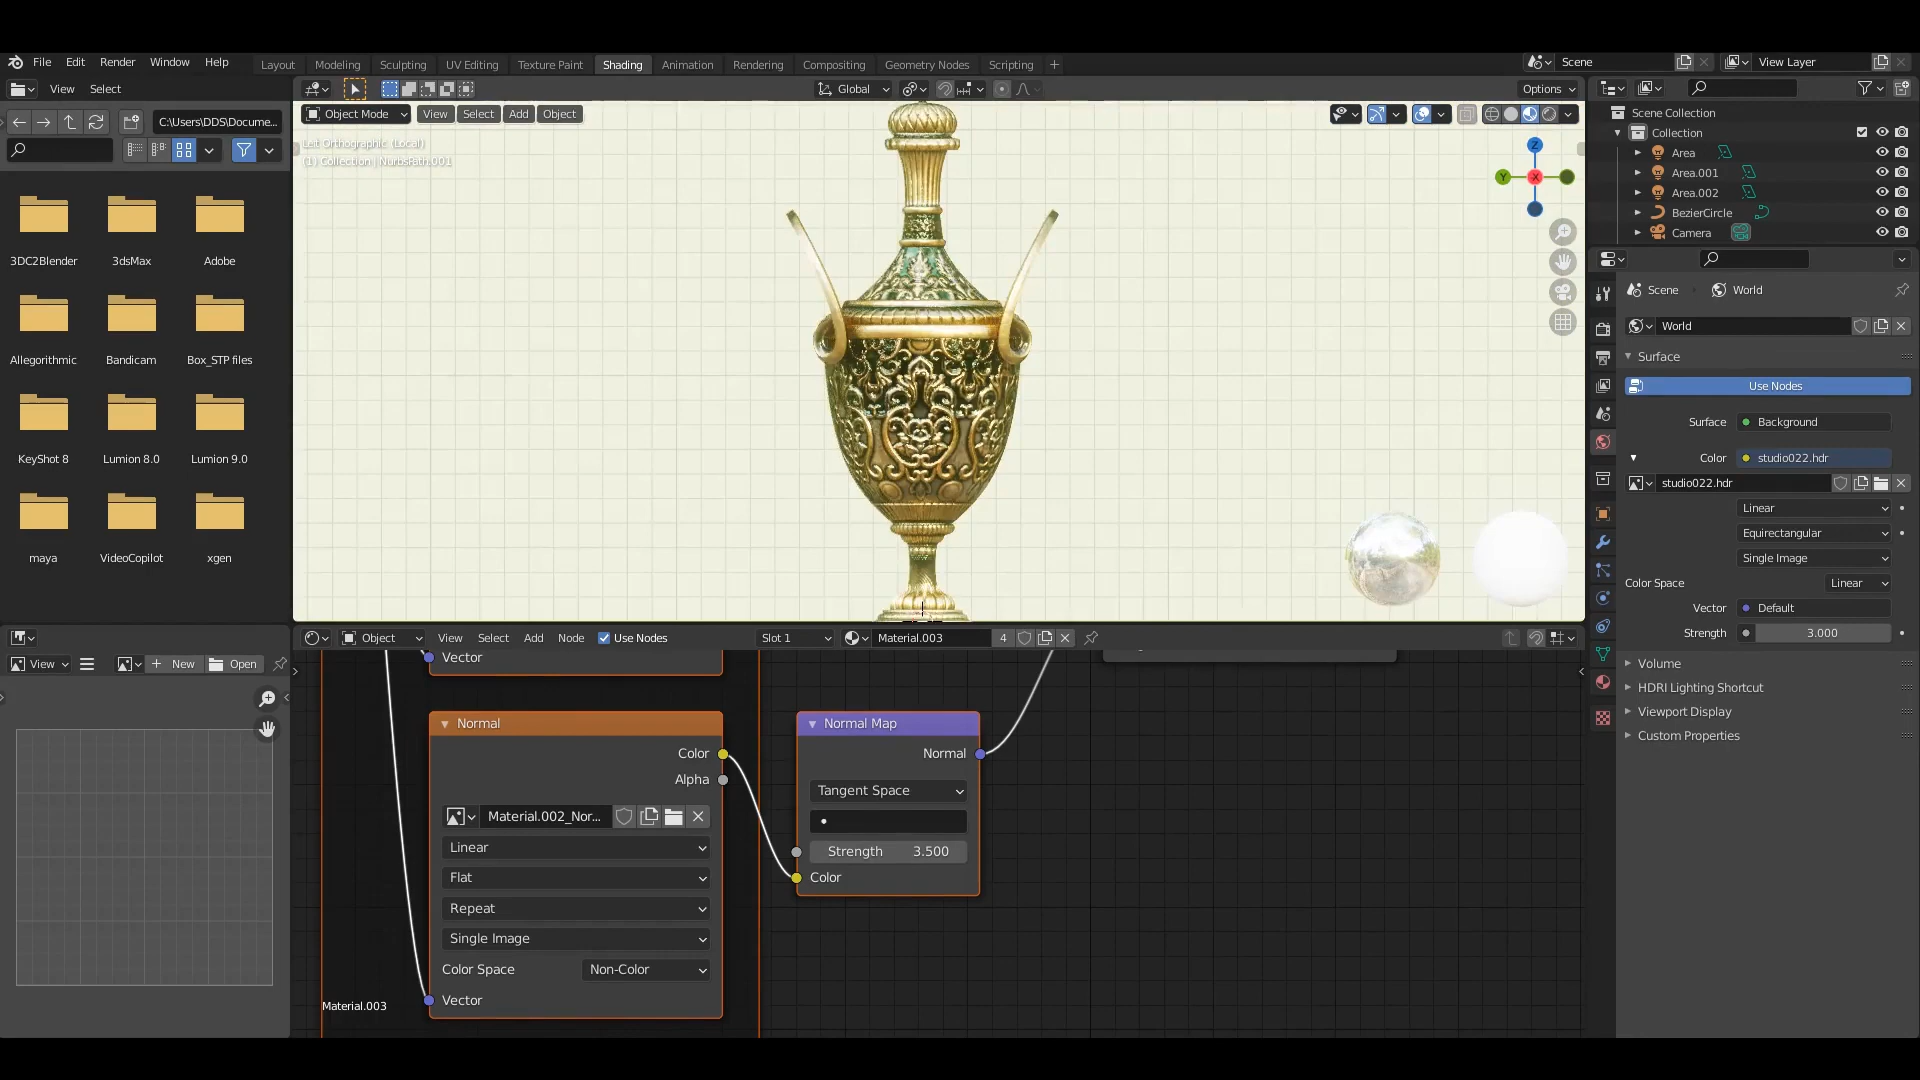 File Edit Render Window Help
Layout Modeling Sculpting UV Editing Texture Paint Shading Animation Rendering Compositing Geometry Nodes Scripting
Scene View Layer
View Select
Global Options
C:\Users\DDS\Docume...
Object Mode View Select Add Object
(1) Collection | NurbsPath.001
Z
Y X
3DC2Blender 3dsMax Adobe
Allegorithmic Bandicam Box_STP files
KeyShot 8 Lumion 8.0 Lumion 9.0
maya VideoCopilot xgen
Scene Collection
Collection
Area
Area.001
Area.002
BezierCircle
Camera
Scene World
World
Surface
Use Nodes
Surface Background
Color studio022.hdr
studio022.hdr
Linear
Equirectangular
Single Image
Color Space Linear
Vector Default
Strength 3.000
Volume
HDRI Lighting Shortcut
Viewport Display
Custom Properties
View New Open
Object View Select Add Node Use Nodes Slot 1 Material.003 4
Vector
Normal
Color
Alpha
Material.002_Nor...
Linear
Flat
Repeat
Single Image
Color Space Non-Color
Vector
Material.003
Normal Map
Normal
Tangent Space
Strength 3.500
Color